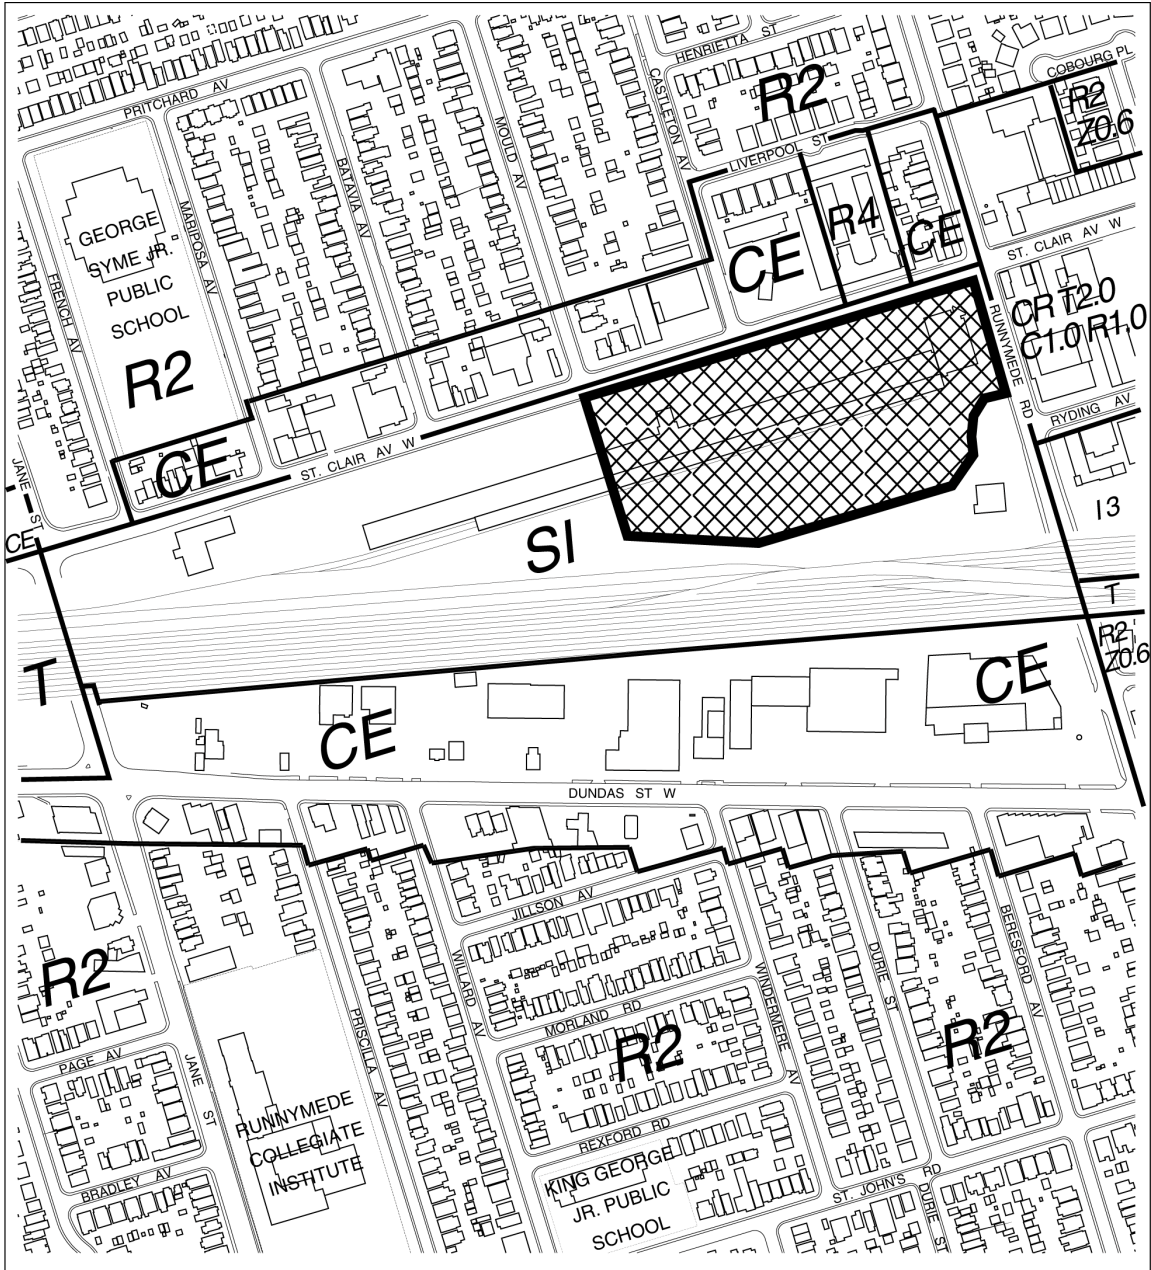 HENRIETTA ST
COBOURG PL
PRITCHARD AV
CASTLETON AV
R2
R2
Z0.6
MOULD AV
LIVERPOOL ST
BATAVIA AV
GEORGE
SYME JR.
PUBLIC
SCHOOL
MARIPOSA AV
R4
CE
CE
ST. CLAIR AV W
FRENCH AV
RUNNYMEDE RD
CR T2.0
C1.0 R1.0
R2
RYDING AV
JANE ST
CE
ST. CLAIR AV W
I3
CE
SI
T
T
R2
Z0.6
CE
CE
DUNDAS ST W
JILLSON AV
R2
WILLARD AV
WINDERMERE AV
DURIE ST
BERESFORD AV
PRISCILLA AV
MORLAND RD
R2
R2
PAGE AV
JANE ST
RUNNYMEDE
COLLEGIATE
INSTITUTE
REXFORD RD
KING GEORGE
JR. PUBLIC
SCHOOL
BRADLEY AV
ST. JOHN'S RD
DURIE ST